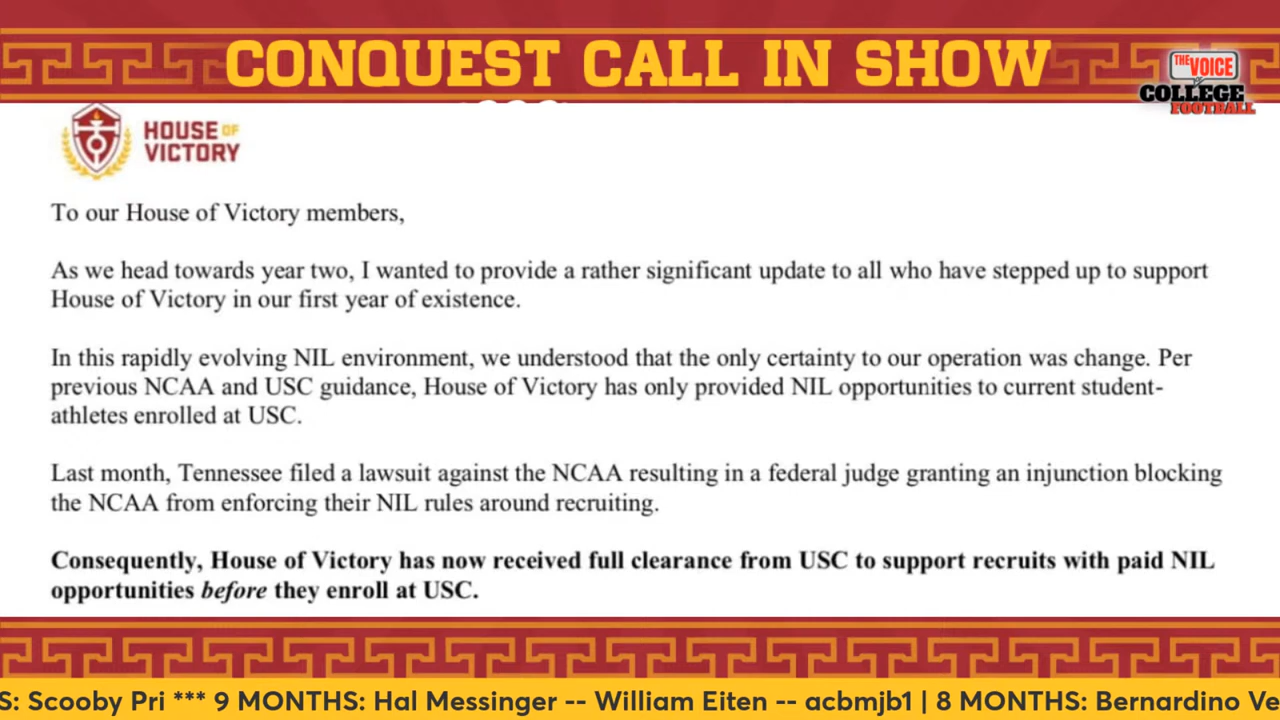 CONQUEST CALL IN SHOW
THE VOICE
OF
COLLEGE
FOOTBALL
HOUSE OF
VICTORY
To our House of Victory members,
As we head towards year two, I wanted to provide a rather significant update to all who have stepped up to support
House of Victory in our first year of existence.
In this rapidly evolving NIL environment, we understood that the only certainty to our operation was change. Per
previous NCAA and USC guidance, House of Victory has only provided NIL opportunities to current student-
athletes enrolled at USC.
Last month, Tennessee filed a lawsuit against the NCAA resulting in a federal judge granting an injunction blocking
the NCAA from enforcing their NIL rules around recruiting.
Consequently, House of Victory has now received full clearance from USC to support recruits with paid NIL
opportunities before they enroll at USC.
S: Scooby Pri *** 9 MONTHS: Hal Messinger -- William Eiten -- acbmjb1 | 8 MONTHS: Bernardino Ve